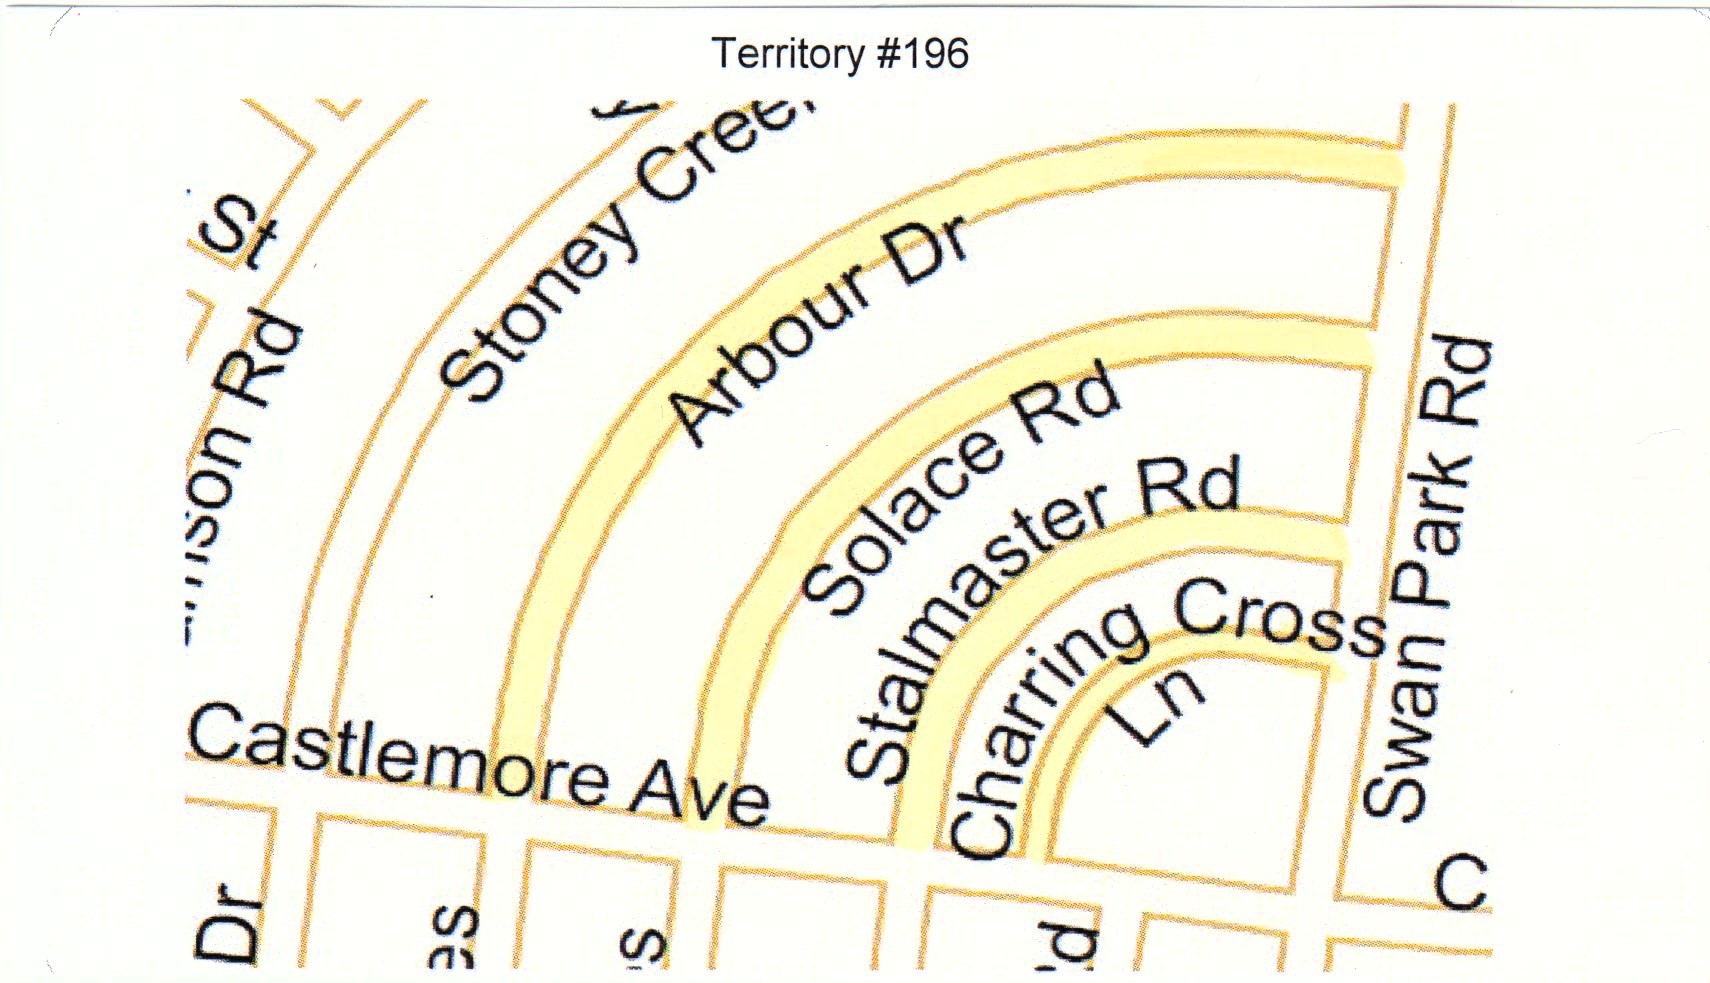 Territory #196
Stoney
St
Arbour Dr
Rd
Solace Rd
Stalmaster Rd
Swan Park Rd
Charring Cross
Ln
Castlemore Ave
C
Dr